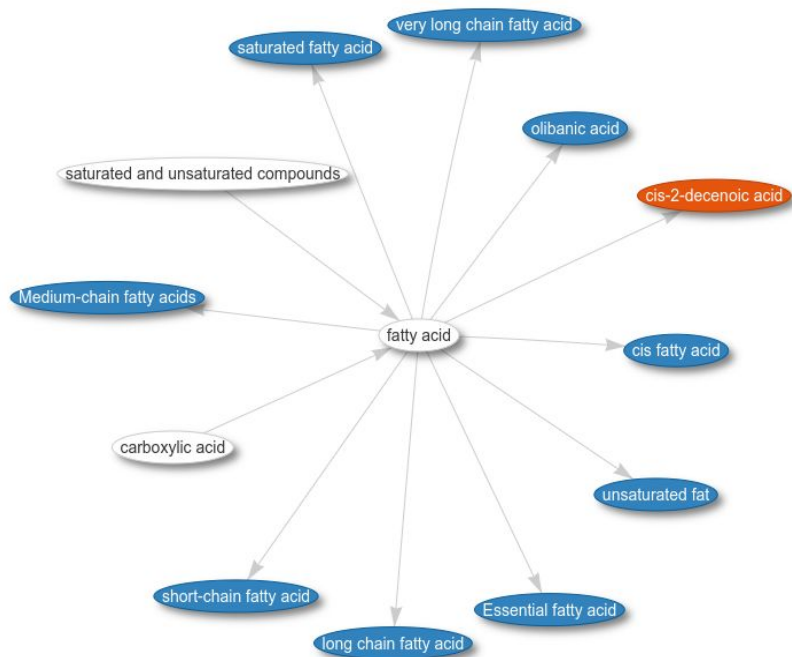 very long chain fatty acid
saturated fatty acid
olibanic acid
saturated and unsaturated compounds
cis-2-decenoic acid
Medium-chain fatty acids
fatty acid
cis fatty acid
carboxylic acid
unsaturated fat
short-chain fatty acid
Essential fatty acid
long chain fatty acid